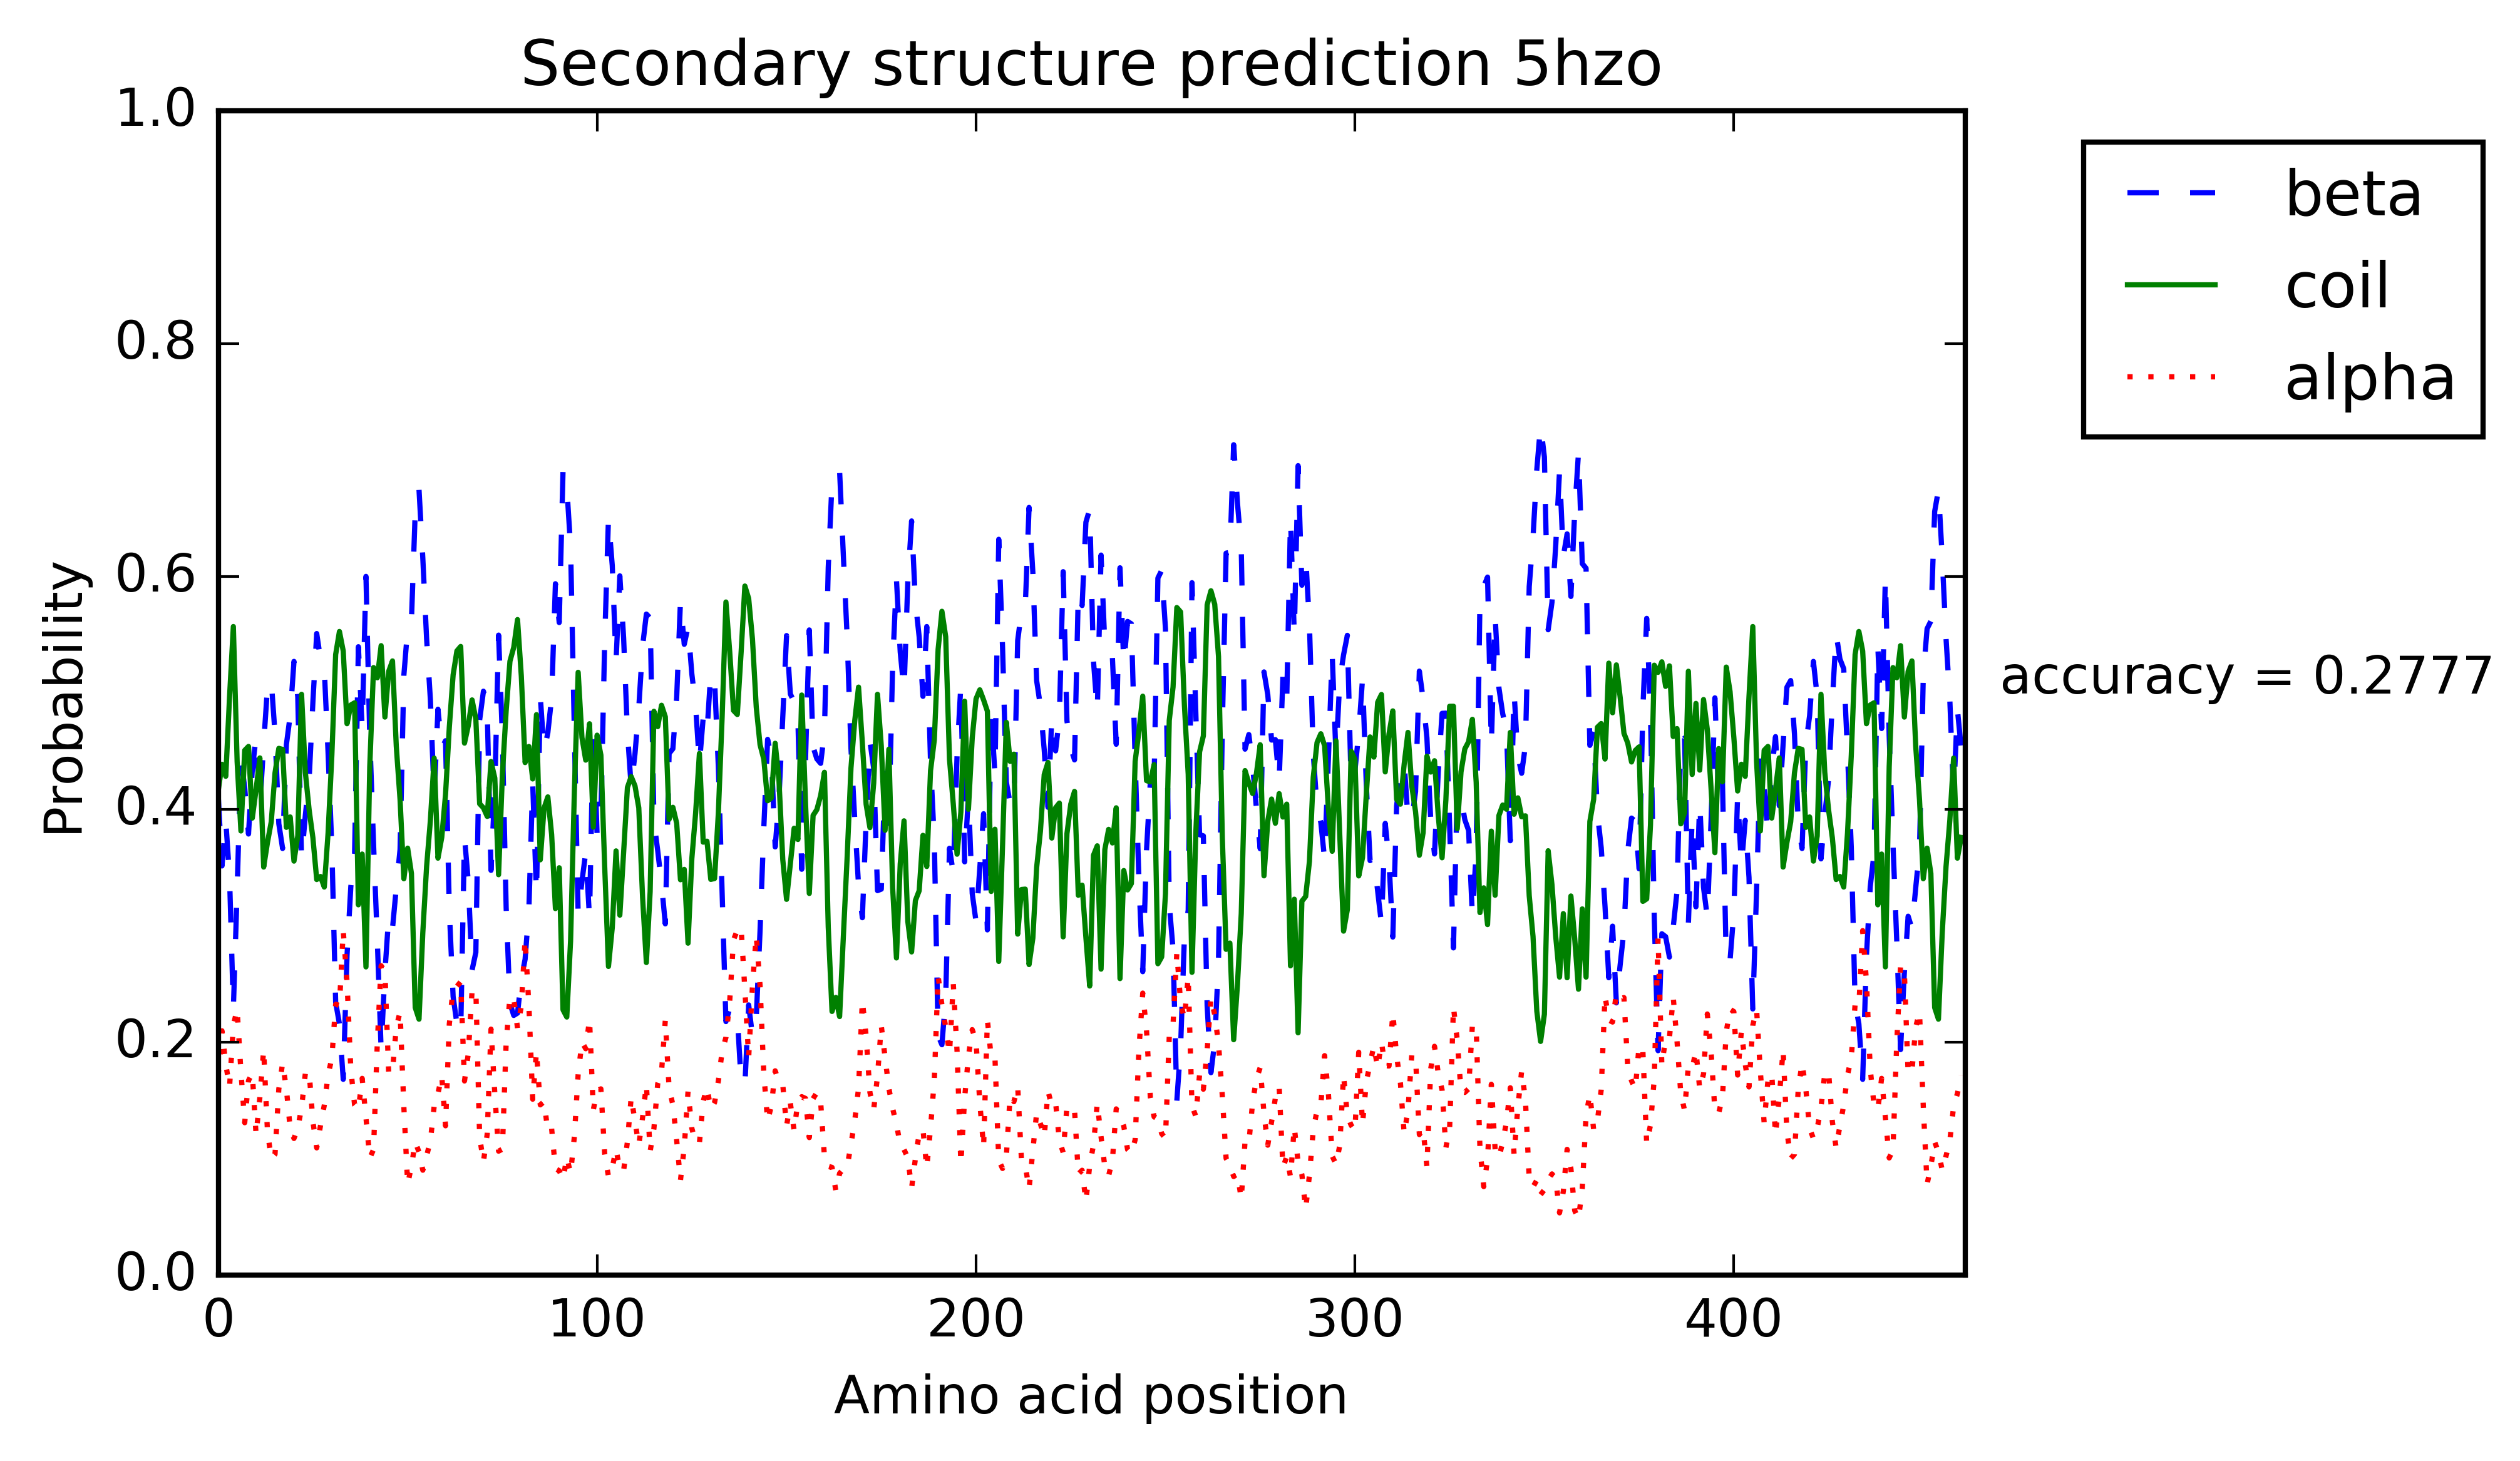 Secondary structure prediction 5hzo
1.0
0.8
0.6
0.4
0.2
0.0
Probability
0 100 200 300 400
Amino acid position
beta
coil
alpha
accuracy = 0.2777